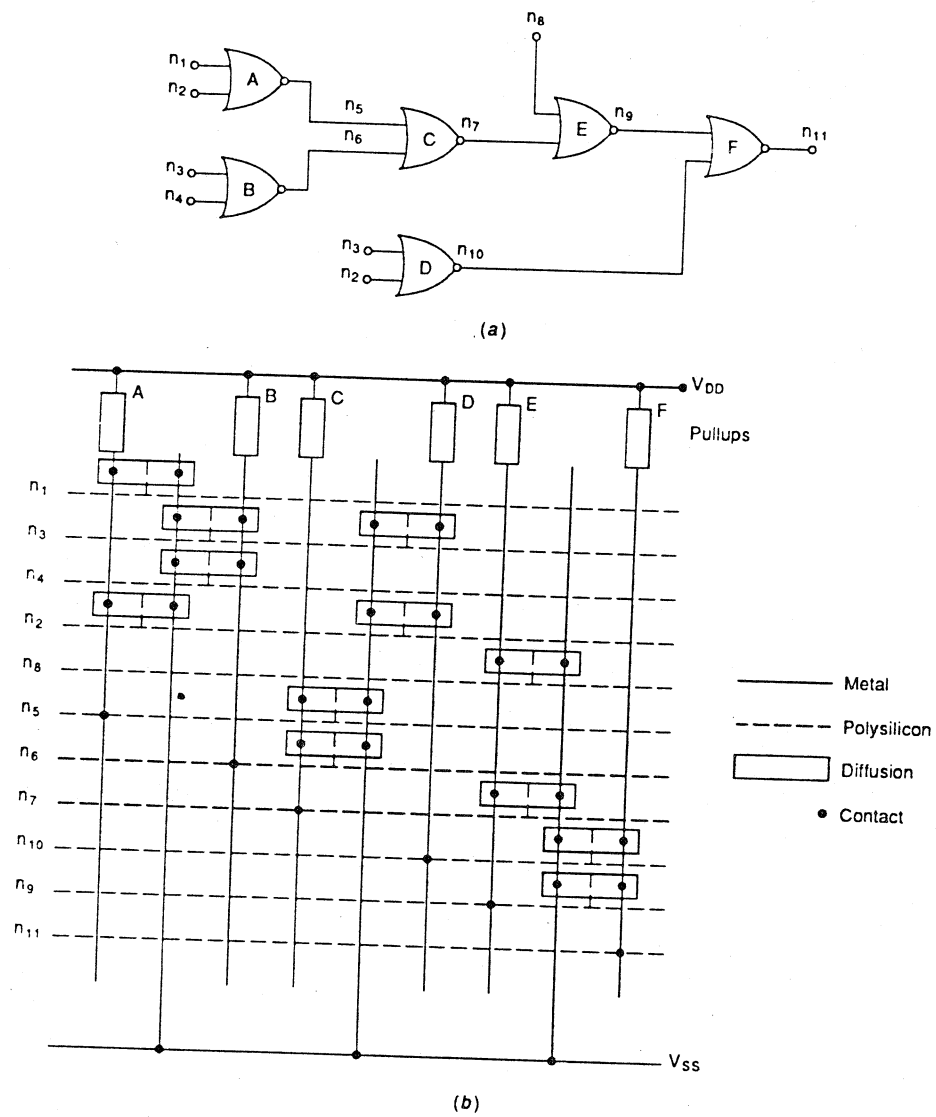 n8
n1
A
n2
n5
n6
C
n7
E
n9
F
n11
n3
B
n4
n3
n10
D
n2
(a)
A
B
C
D
E
F
VDD
Pullups
n1
n3
n4
n2
n8
n5
n6
n7
n10
n9
n11
Metal
Polysilicon
Diffusion
Contact
VSS
(b)